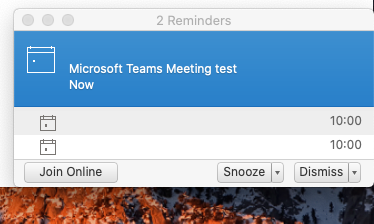 2 Reminders
Microsoft Teams Meeting test
Now
10:00
10:00
Join Online
Snooze
Dismiss